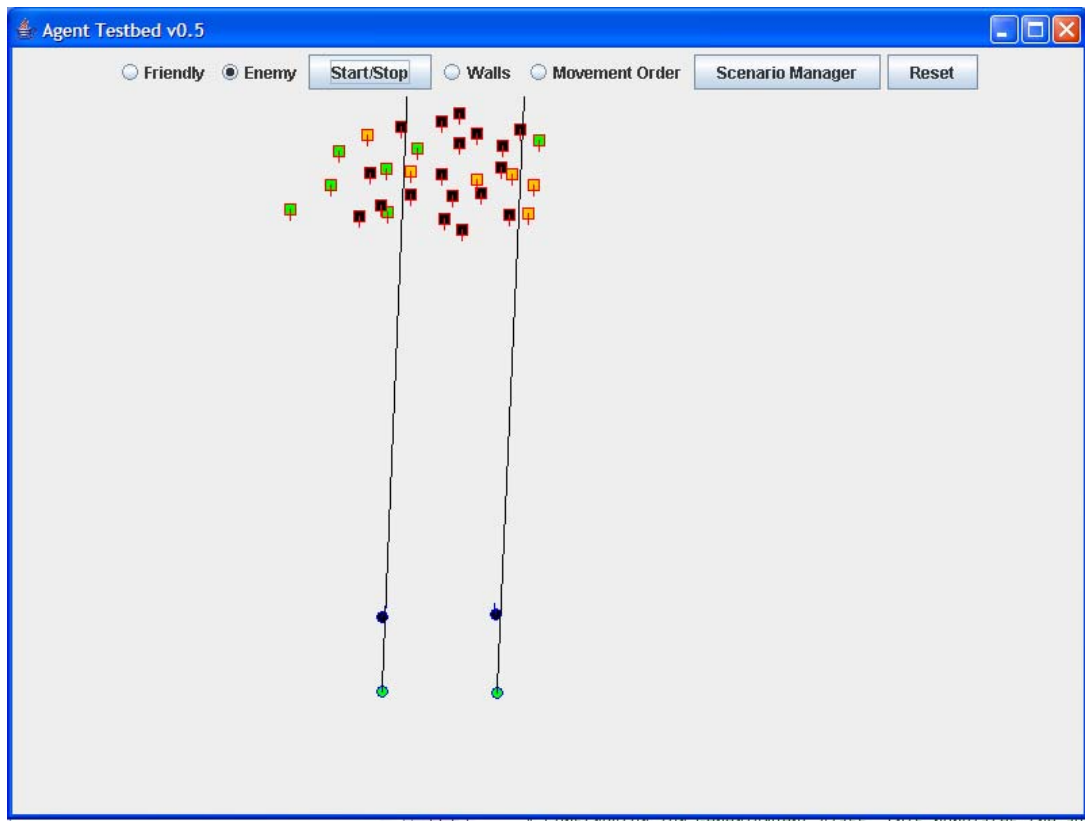 Agent Testbed v0.5
Friendly Enemy Start/Stop Walls Movement Order Scenario Manager Reset